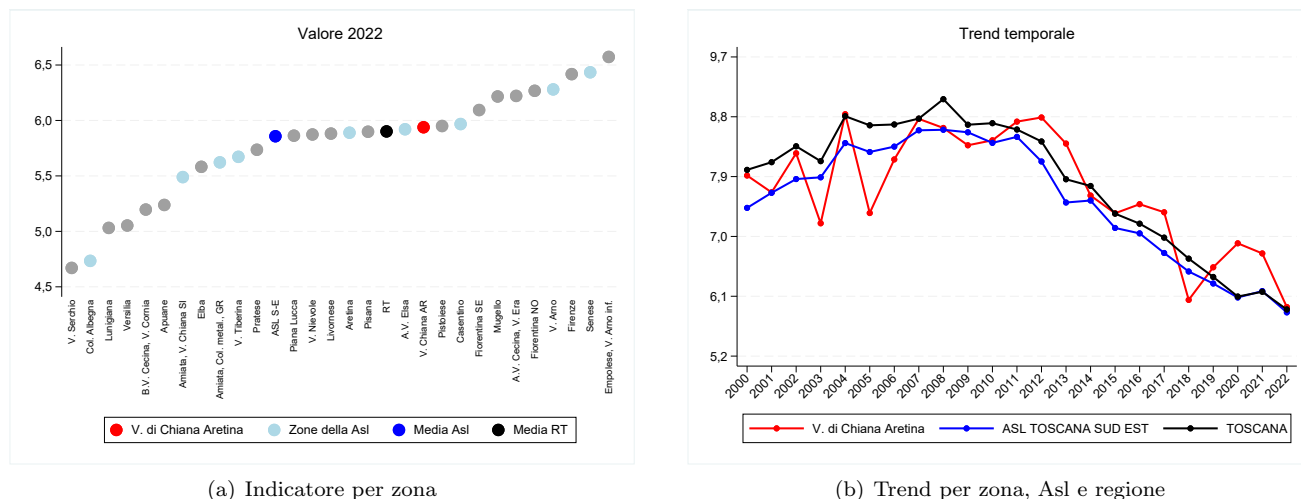 Valore 2022
6,5
6,0
5,5
5,0
4,5
V. Serchio
Col. Albegna
Lunigiana
Versilia
B.V. Cecina, V. Cornia
Apuane
Amiata, V. Chiana SI
Elba
Amiata, Col. metal., GR
V. Tiberina
Pratese
ASL S-E
Piana Lucca
V. Nievole
Livornese
Aretina
Pisana
RT
A.V. Elsa
V. Chiana AR
Pistoiese
Casentino
Fiorentina SE
Mugello
A.V. Cecina, V. Era
Fiorentina NO
V. Arno
Firenze
Senese
Empolese, V. Arno inf.
V. di Chiana Aretina
Zone della Asl
Media Asl
Media RT
(a) Indicatore per zona
Trend temporale
9,7
8,8
7,9
7,0
6,1
5,2
2000
2001
2002
2003
2004
2005
2006
2007
2008
2009
2010
2011
2012
2013
2014
2015
2016
2017
2018
2019
2020
2021
2022
V. di Chiana Aretina
ASL TOSCANA SUD EST
TOSCANA
(b) Trend per zona, Asl e regione